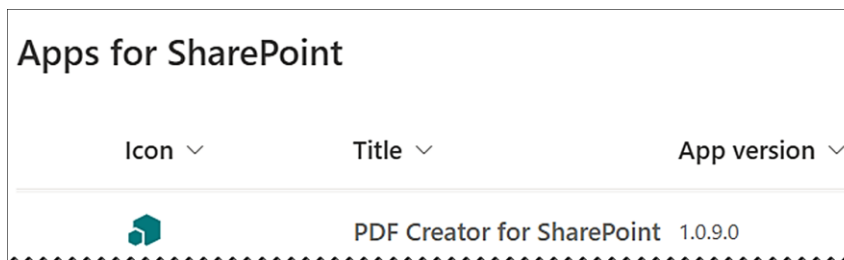 Apps for SharePoint
Icon Title App version
PDF Creator for SharePoint 1.0.9.0